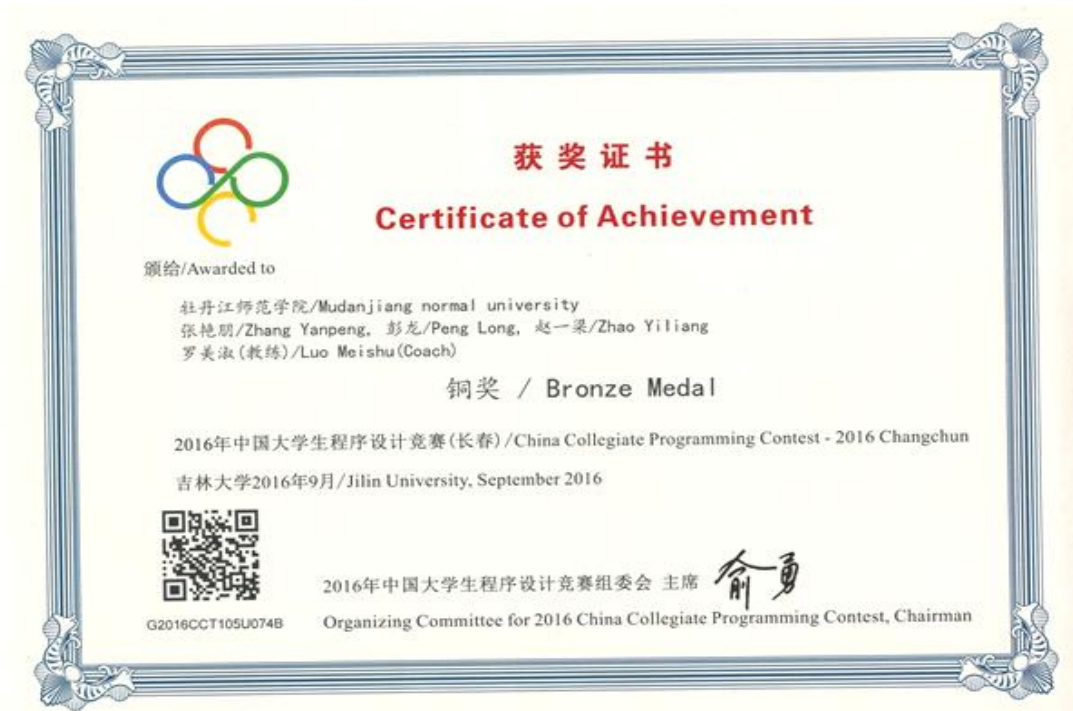 获奖证书
Certificate of Achievement
颁给/Awarded to
牡丹江师范学院/Mudanjiang normal university
张艳朋/Zhang Yanpeng, 彭龙/Peng Long, 赵一梁/Zhao Yiliang
罗美淑(教练)/Luo Meishu(Coach)
铜奖 / Bronze Medal
2016年中国大学生程序设计竞赛(长春)/China Collegiate Programming Contest - 2016 Changchun
吉林大学2016年9月/Jilin University, September 2016
2016年中国大学生程序设计竞赛组委会 主席 俞勇
G2016CCT105U074B
Organizing Committee for 2016 China Collegiate Programming Contest, Chairman